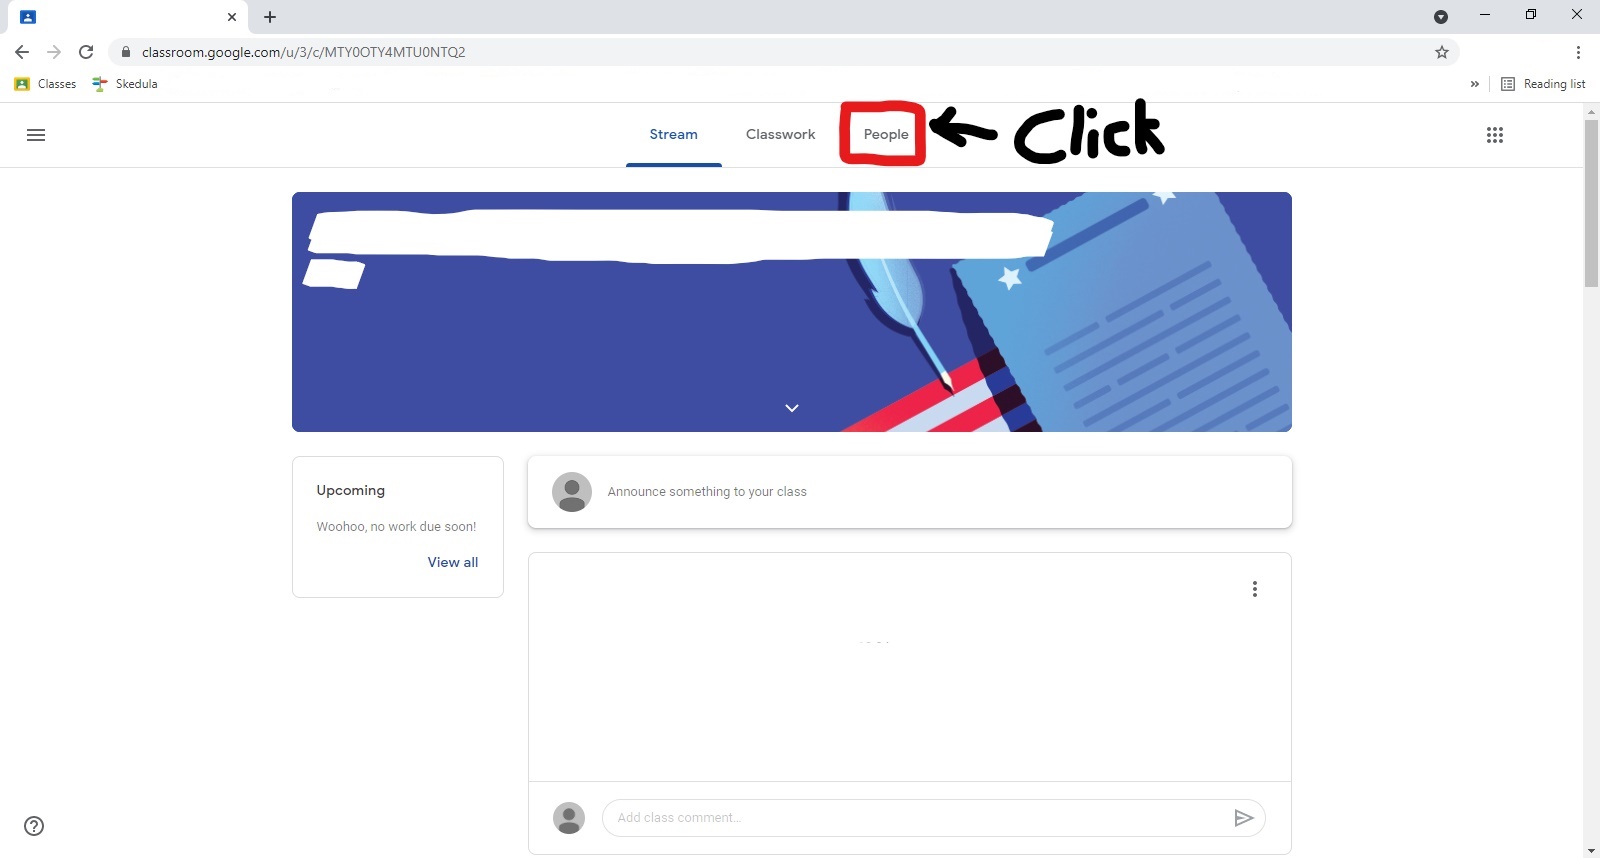 classroom.google.com/u/3/c/MTY0OTY4MTU0NTQ2
Classes Skedula Reading list
Stream Classwork People Click
Upcoming
Woohoo, no work due soon!
View all
Announce something to your class
Add class comment...